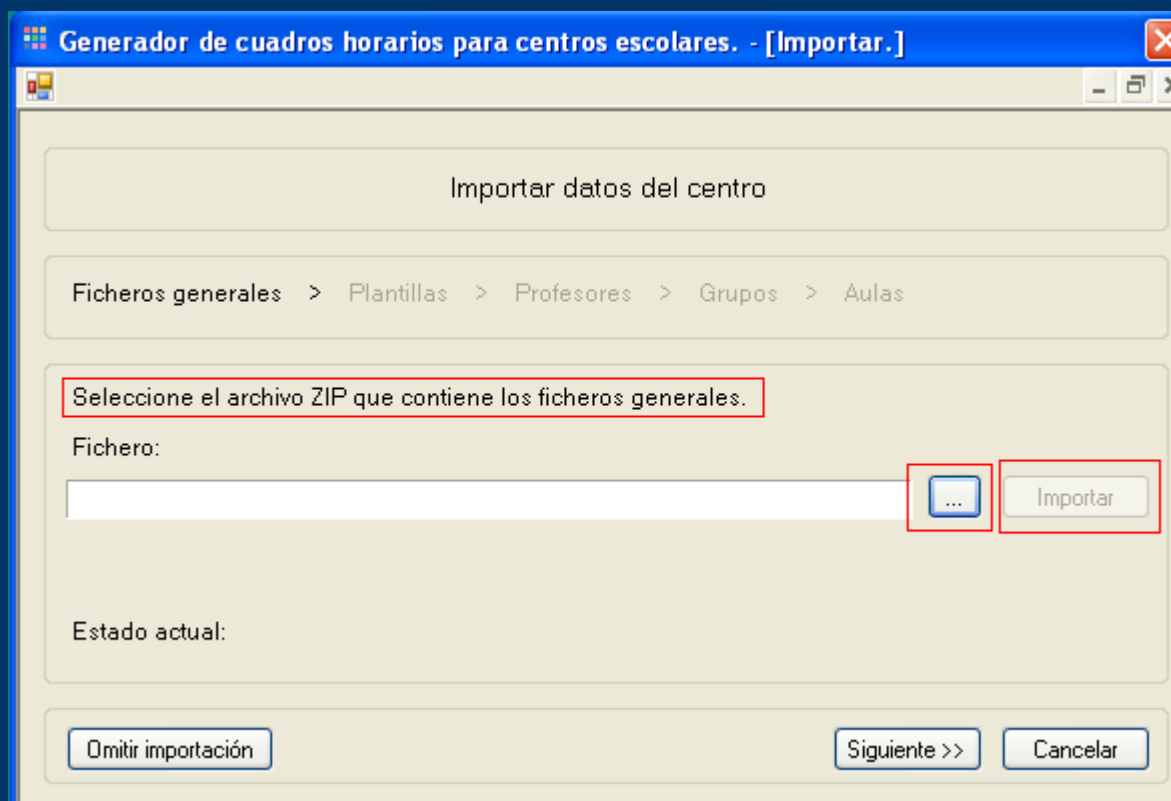 Generador de cuadros horarios para centros escolares. - [Importar.]
Importar datos del centro
Ficheros generales > Plantillas > Profesores > Grupos > Aulas
Seleccione el archivo ZIP que contiene los ficheros generales.
Fichero:
... Importar
Estado actual:
Omitir importación Siguiente >> Cancelar